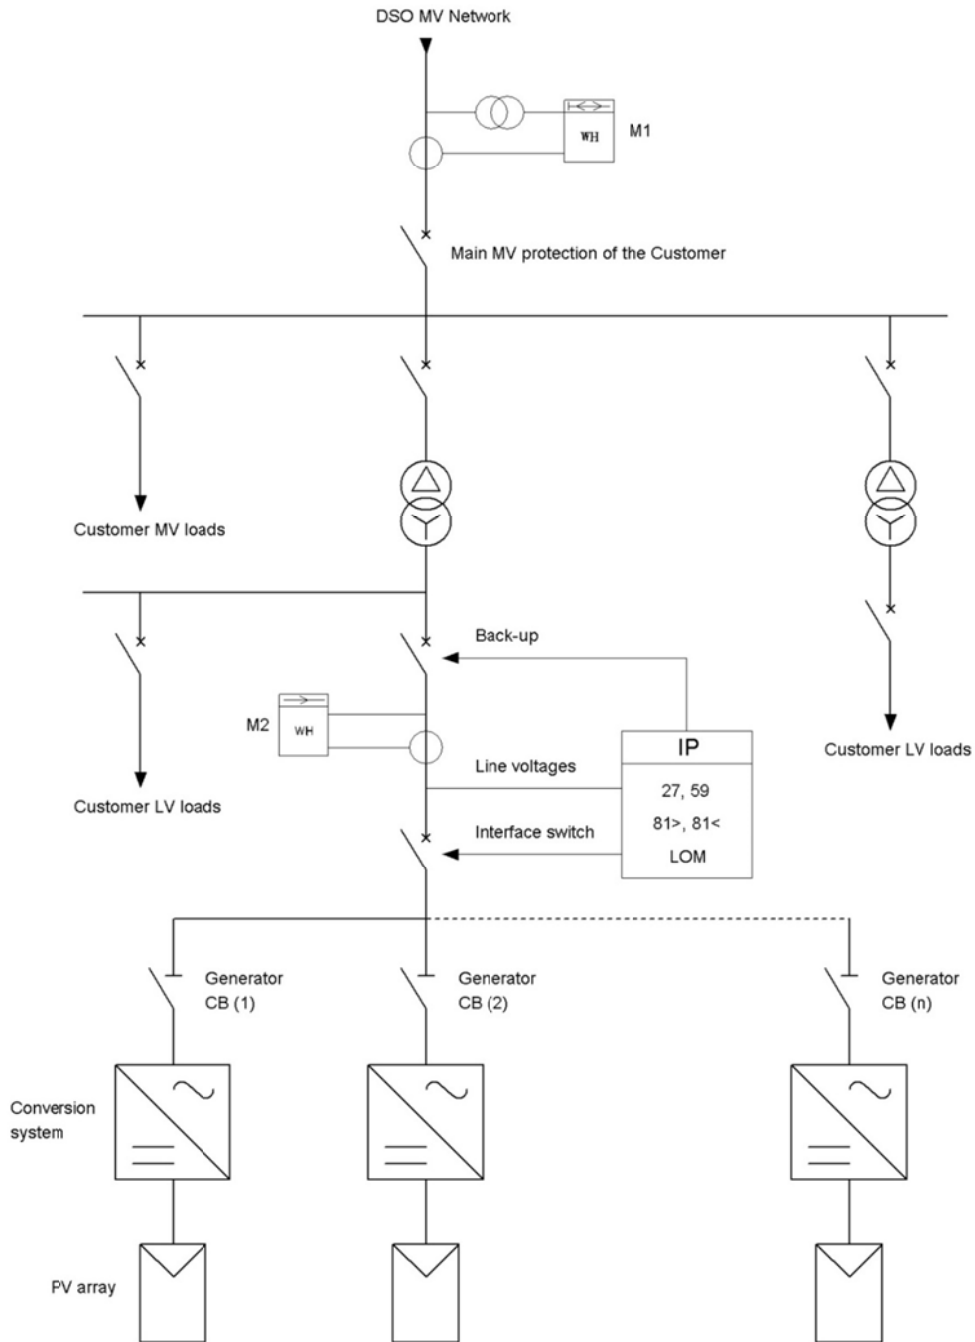 DSO MV Network
WH
M1
Main MV protection of the Customer
Customer MV loads
Back-up
M2
WH
IP
Line voltages
27, 59
Customer LV loads
Customer LV loads
81>, 81<
Interface switch
LOM
Generator
CB (1)
Generator
CB (2)
Generator
CB (n)
Conversion
system
PV array